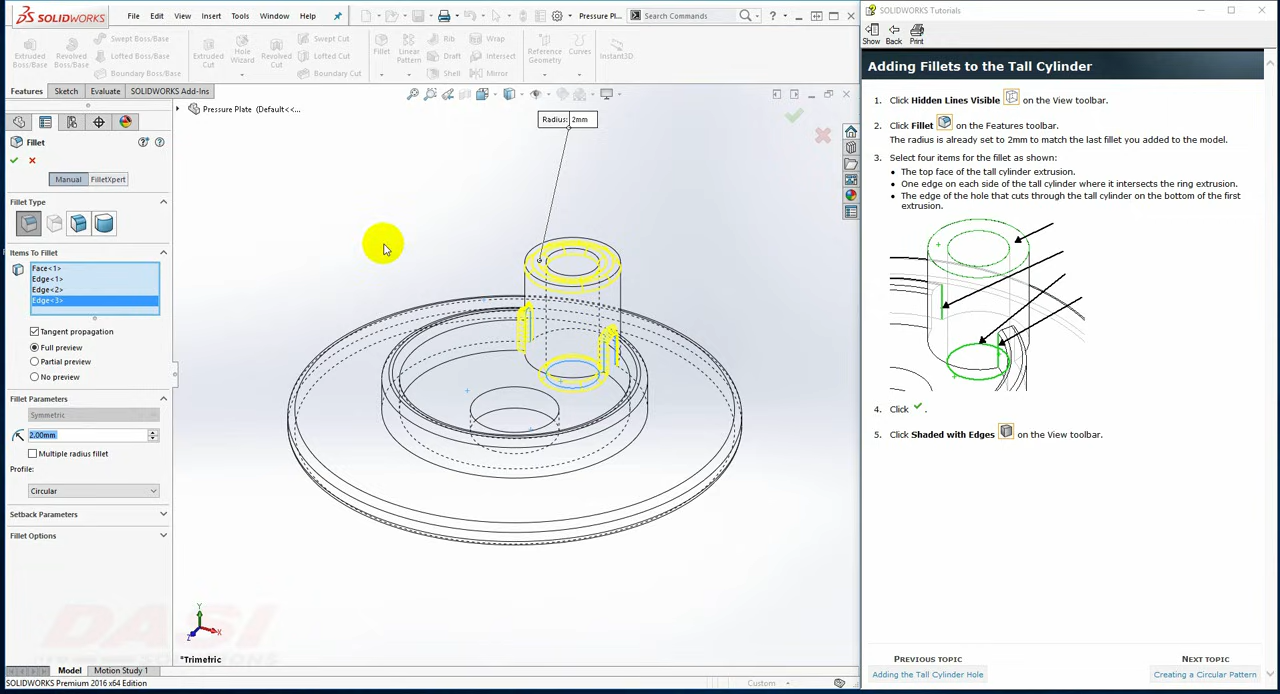 SOLIDWORKS File Edit View Insert Tools Window Help Pressure Pl... Search Commands
Swept Boss/Base Swept Cut Rib Wrap
Extruded Boss/Base Revolved Boss/Base Lofted Boss/Base Extruded Cut Hole Wizard Revolved Cut Lofted Cut Fillet Linear Pattern Draft Intersect Reference Geometry Curves Instant3D
Boundary Boss/Base Boundary Cut Shell Mirror
Features Sketch Evaluate SOLIDWORKS Add-Ins
Pressure Plate (Default<<...
Radius: 2mm
Fillet
Manual FilletXpert
Fillet Type
Items To Fillet
Face<1>
Edge<1>
Edge<2>
Edge<3>
Tangent propagation
Full preview
Partial preview
No preview
Fillet Parameters
Symmetric
2.00mm
Multiple radius fillet
Profile:
Circular
Setback Parameters
Fillet Options
Y
X
Z
*Trimetric
DASI
SOLUTIONS
Model Motion Study 1
SOLIDWORKS Premium 2016 x64 Edition
Custom
SOLIDWORKS Tutorials
Show Back Print
Adding Fillets to the Tall Cylinder
1. Click Hidden Lines Visible on the View toolbar.
2. Click Fillet on the Features toolbar.
The radius is already set to 2mm to match the last fillet you added to the model.
3. Select four items for the fillet as shown:
• The top face of the tall cylinder extrusion.
• One edge on each side of the tall cylinder where it intersects the ring extrusion.
• The edge of the hole that cuts through the tall cylinder on the bottom of the first
extrusion.
4. Click .
5. Click Shaded with Edges on the View toolbar.
PREVIOUS TOPIC
Adding the Tall Cylinder Hole
NEXT TOPIC
Creating a Circular Pattern